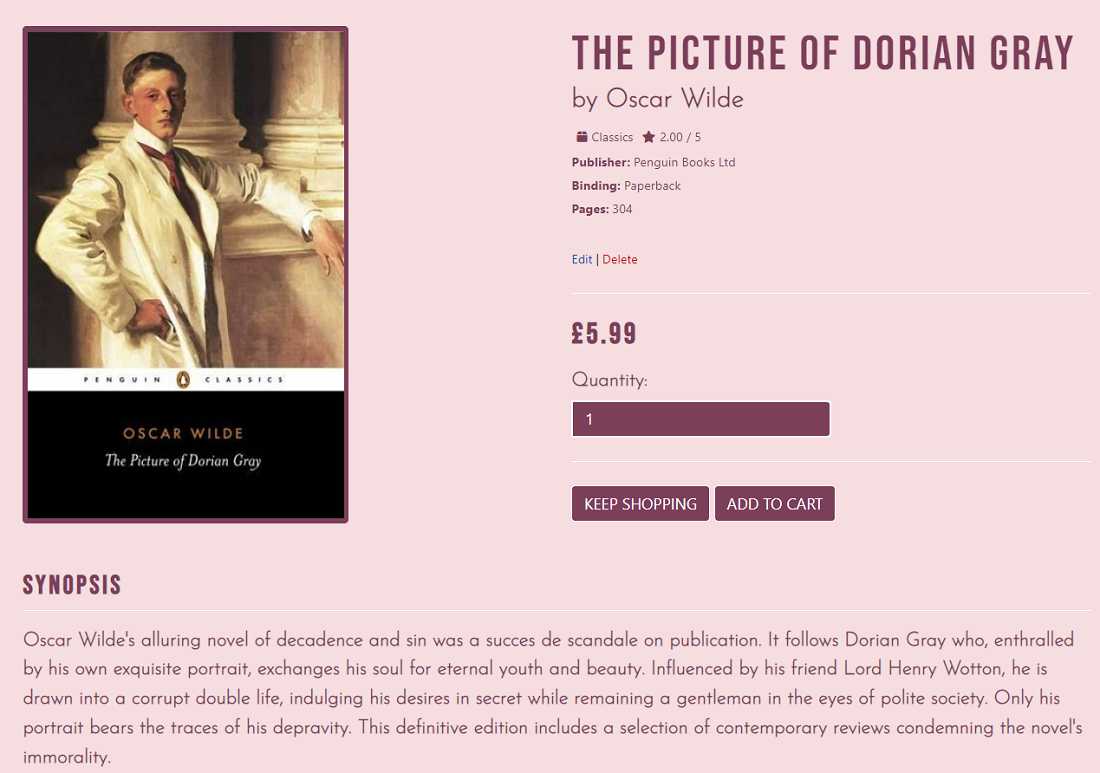 PENGUIN CLASSICS
OSCAR WILDE
The Picture of Dorian Gray
THE PICTURE OF DORIAN GRAY
by Oscar Wilde
Classics 2.00 / 5
Publisher: Penguin Books Ltd
Binding: Paperback
Pages: 304
Edit | Delete
£5.99
Quantity:
1
KEEP SHOPPING ADD TO CART
SYNOPSIS
Oscar Wilde's alluring novel of decadence and sin was a succes de scandale on publication. It follows Dorian Gray who, enthralled
by his own exquisite portrait, exchanges his soul for eternal youth and beauty. Influenced by his friend Lord Henry Wotton, he is
drawn into a corrupt double life, indulging his desires in secret while remaining a gentleman in the eyes of polite society. Only his
portrait bears the traces of his depravity. This definitive edition includes a selection of contemporary reviews condemning the novel's
immorality.